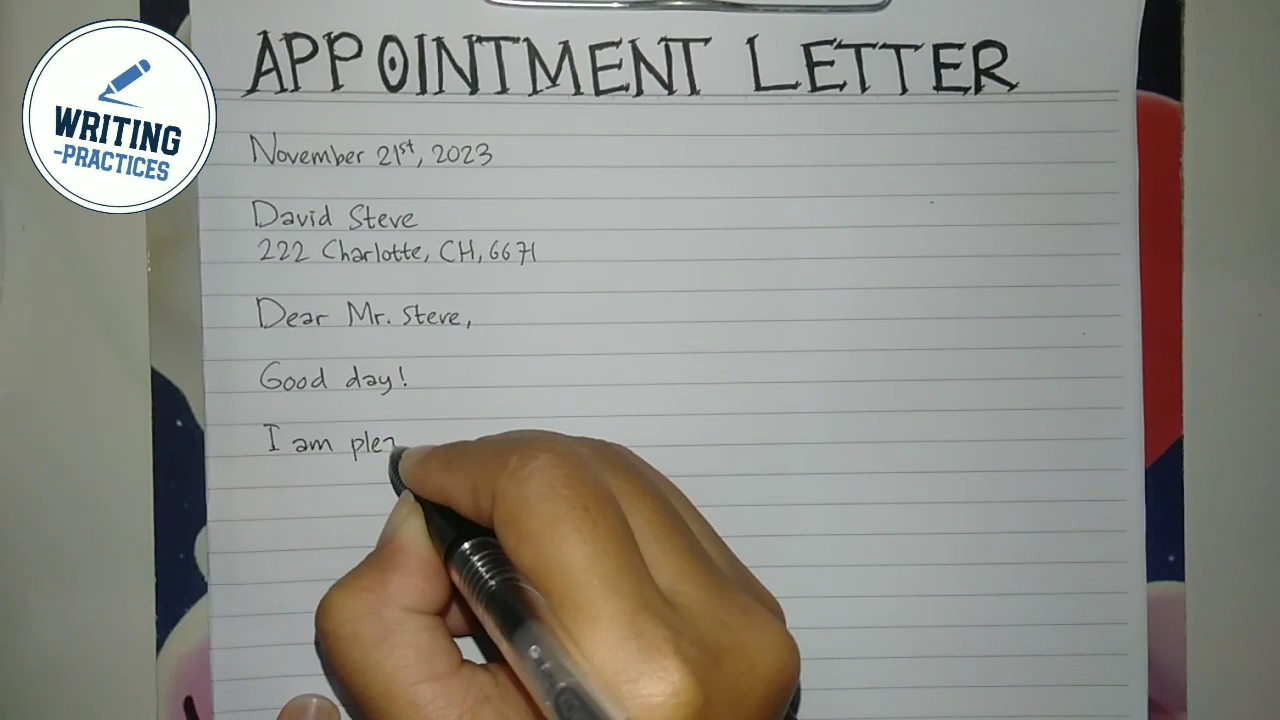 WRITING
-PRACTICES
APPOINTMENT LETTER
November 21st, 2023
David Steve
222 Charlotte, CH, 6671
Dear Mr. Steve,
Good day!
I am